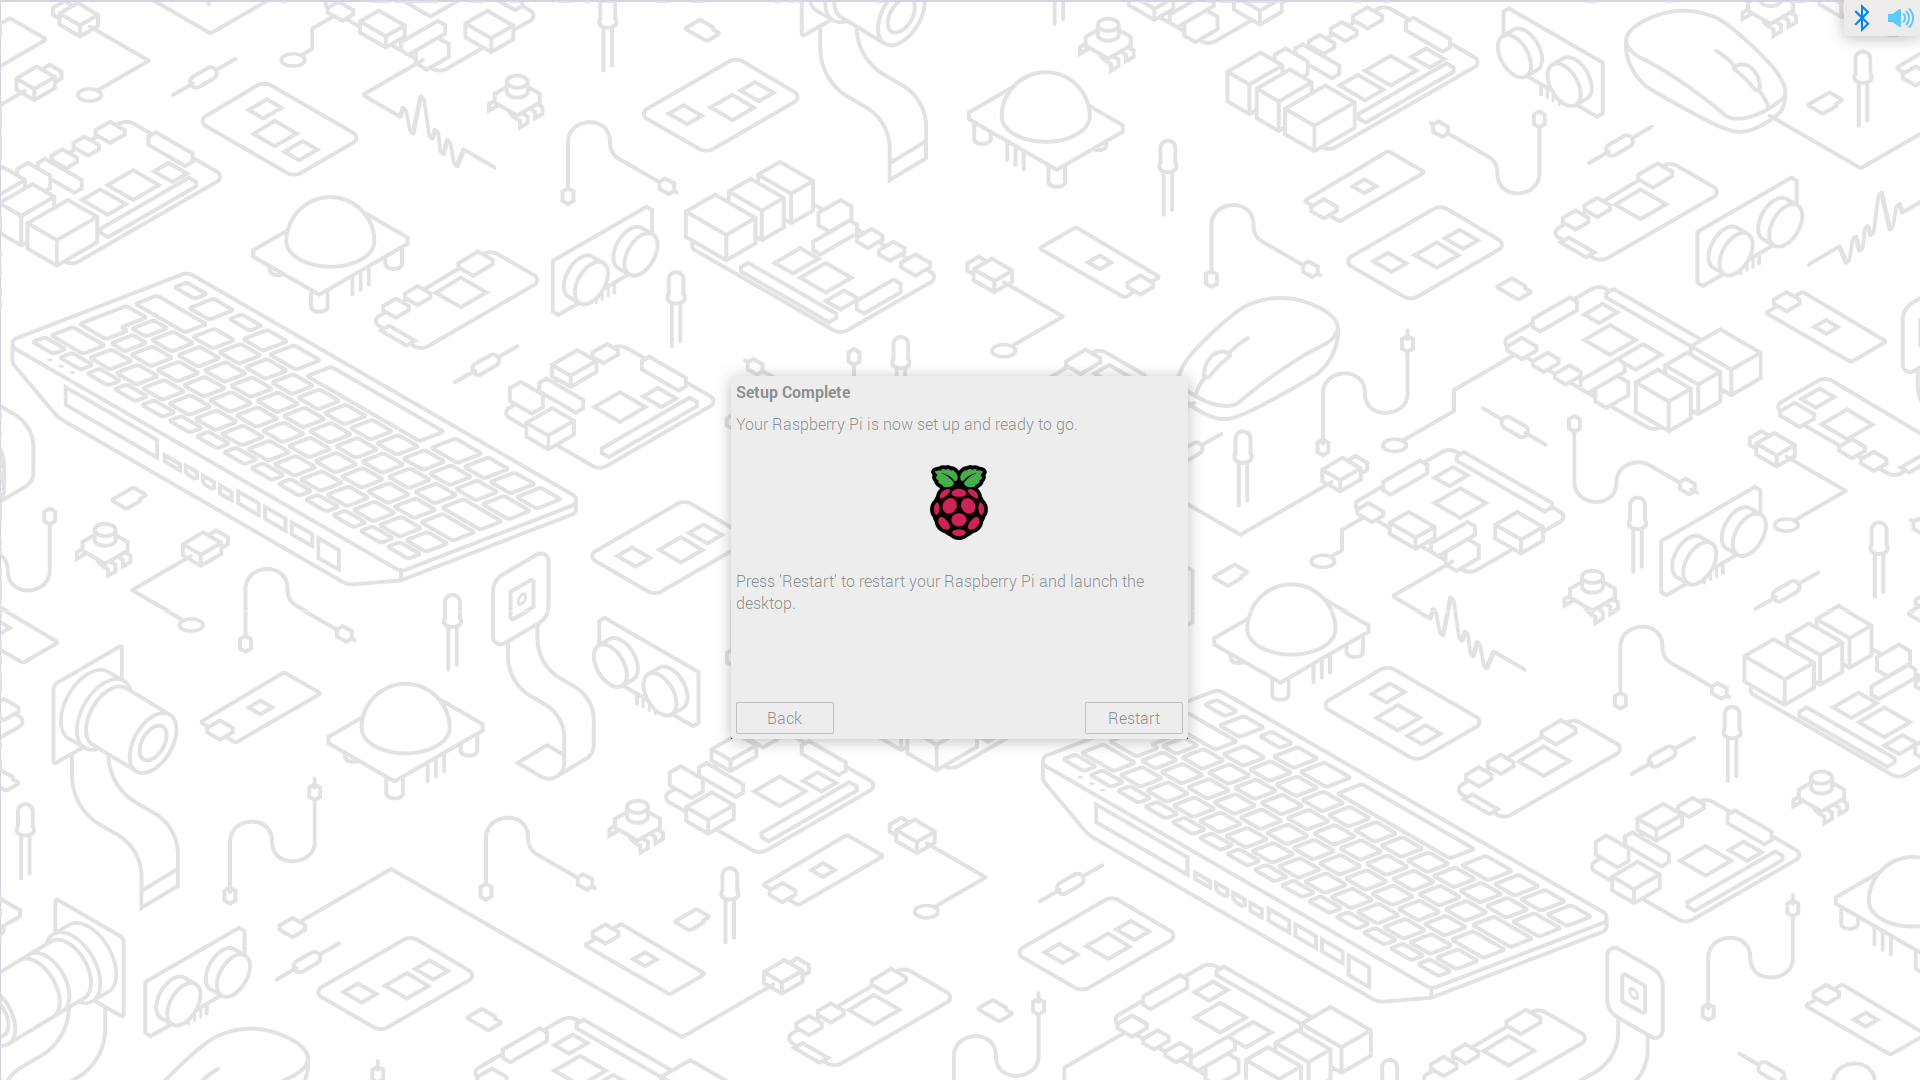 Setup Complete
Your Raspberry Pi is now set up and ready to go.
Press 'Restart' to restart your Raspberry Pi and launch the
desktop.
Back
Restart